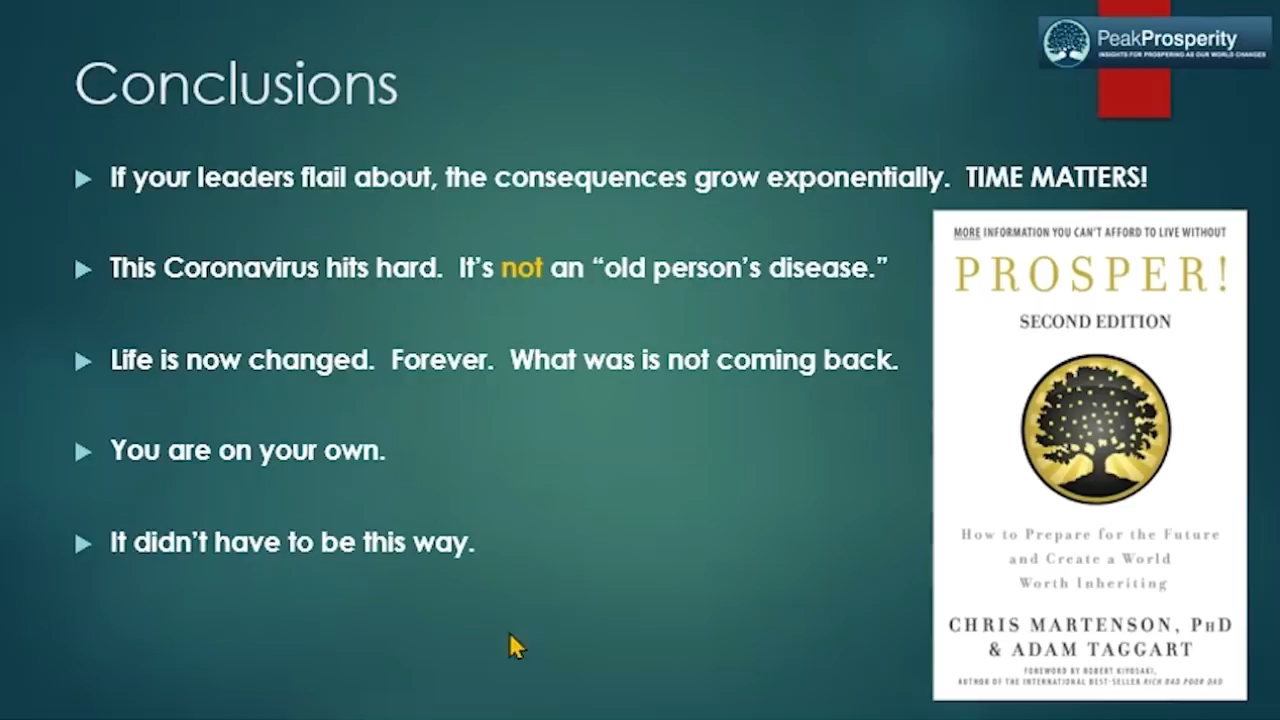 PeakProsperity
INSIGHTS FOR PROSPERING AS OUR WORLD CHANGES
Conclusions
If your leaders flail about, the consequences grow exponentially. TIME MATTERS!
This Coronavirus hits hard. It's not an “old person's disease.”
Life is now changed. Forever. What was is not coming back.
You are on your own.
It didn't have to be this way.
MORE INFORMATION YOU CAN'T AFFORD TO LIVE WITHOUT
PROSPER!
SECOND EDITION
How to Prepare for the Future
and Create a World
Worth Inheriting
CHRIS MARTENSON, PHD
& ADAM TAGGART
FOREWORD BY ROBERT KIYOSAKI,
AUTHOR OF THE INTERNATIONAL BEST-SELLER RICH DAD POOR DAD